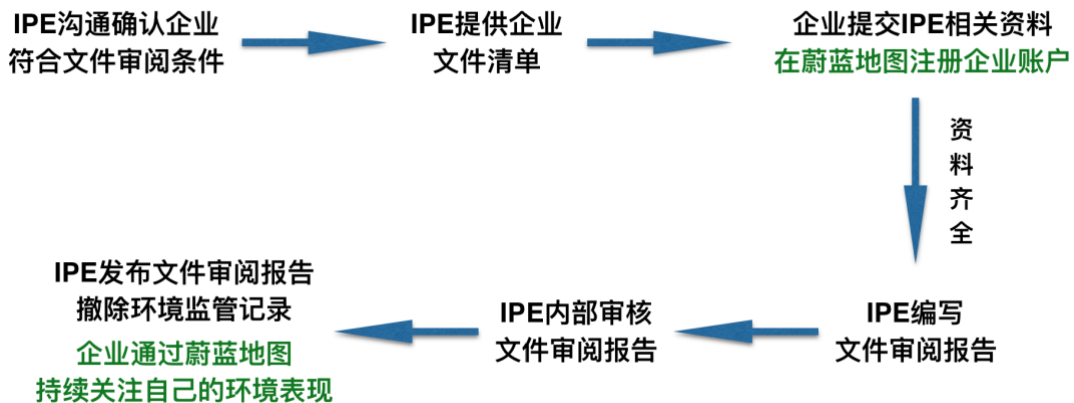 IPE沟通确认企业
符合文件审阅条件
IPE提供企业
文件清单
企业提交IPE相关资料
在蔚蓝地图注册企业账户
资
料
齐
全
IPE编写
文件审阅报告
IPE内部审核
文件审阅报告
IPE发布文件审阅报告
撤除环境监管记录
企业通过蔚蓝地图
持续关注自己的环境表现